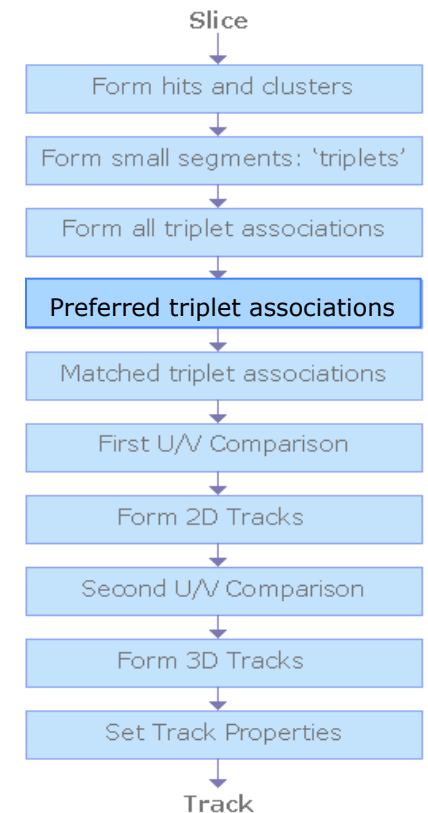 Slice
Form hits and clusters
Form small segments: ‘triplets’
Form all triplet associations
Preferred triplet associations
Matched triplet associations
First U/V Comparison
Form 2D Tracks
Second U/V Comparison
Form 3D Tracks
Set Track Properties
Track